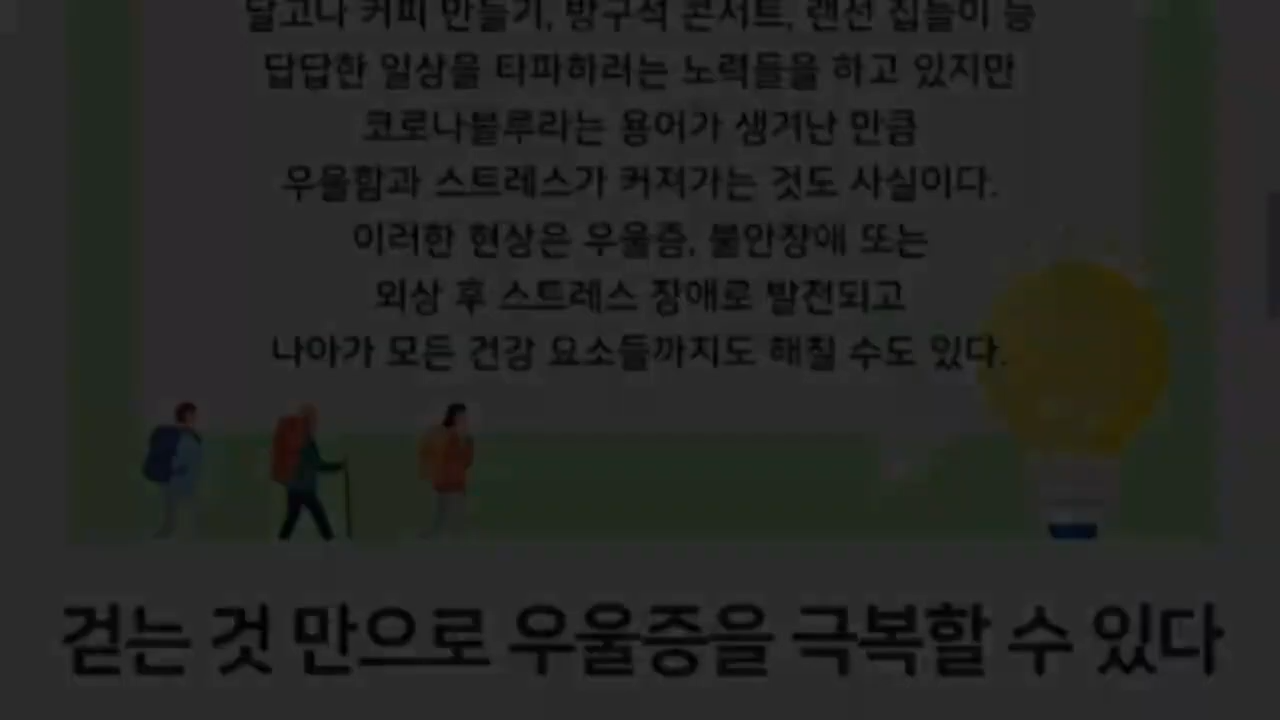 달고나 커피 만들기, 방구석 콘서트, 랜선 집들이 등
답답한 일상을 타파하려는 노력들을 하고 있지만
코로나블루라는 용어가 생겨난 만큼
우울함과 스트레스가 커져가는 것도 사실이다.
이러한 현상은 우울증, 불안장애 또는
외상 후 스트레스 장애로 발전되고
나아가 모든 건강 요소들까지도 해칠 수도 있다.
걷는 것 만으로 우울증을 극복할 수 있다